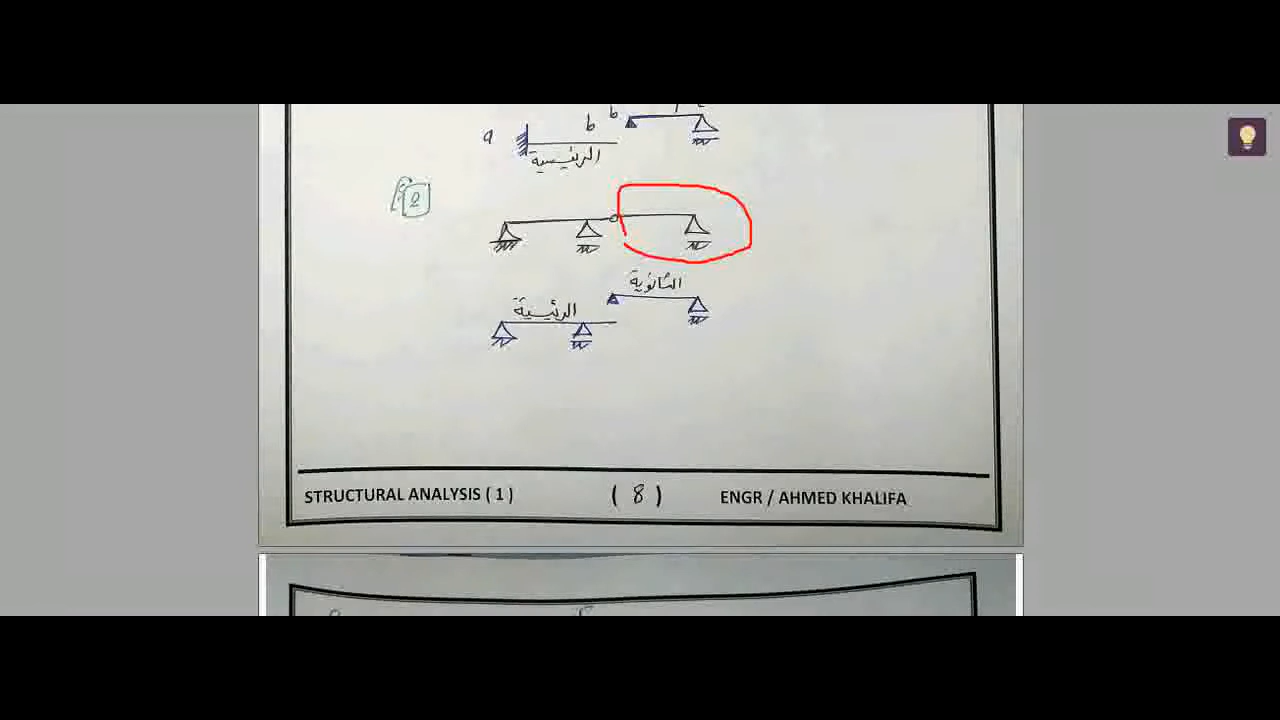 b
a b
الرئيسية
2
الثانوية
الرئيسية
STRUCTURAL ANALYSIS ( 1 ) ( 8 ) ENGR / AHMED KHALIFA